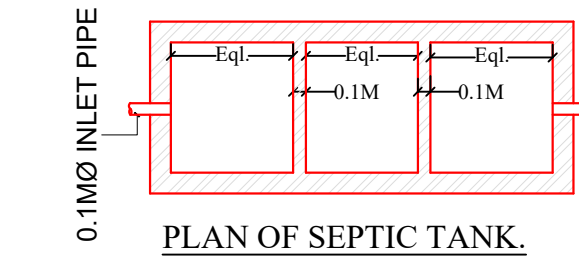 0.1MØ INLET PIPE
Eql. Eql. Eql.
0.1M 0.1M
PLAN OF SEPTIC TANK.